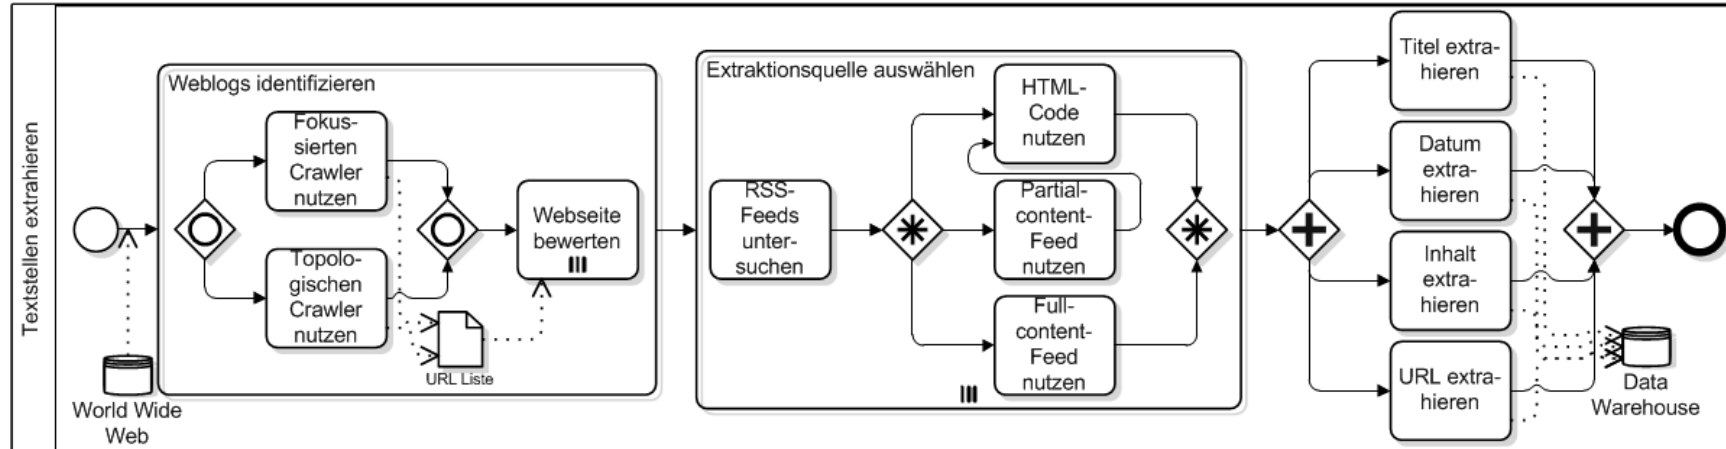 Textstellen extrahieren
Weblogs identifizieren
Fokus-
sierten
Crawler
nutzen
Topolo-
gischen
Crawler
nutzen
Webseite
bewerten
URL Liste
World Wide
Web
Extraktionsquelle auswählen
RSS-
Feeds
unter-
suchen
HTML-
Code
nutzen
Partial-
content-
Feed
nutzen
Full-
content-
Feed
nutzen
Titel extra-
hieren
Datum
extra-
hieren
Inhalt
extra-
hieren
URL extra-
hieren
Data
Warehouse